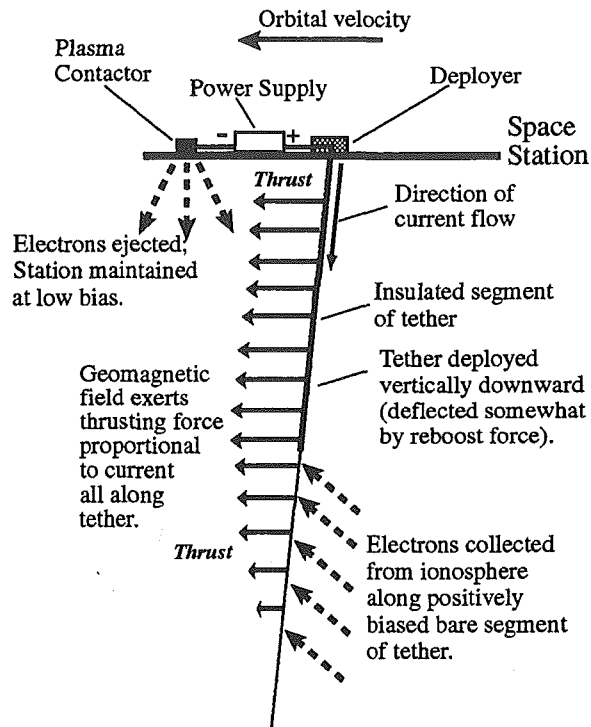 Orbital velocity
Plasma
Contactor
Power Supply
Deployer
- +
Space
Station
Thrust
Direction of
current flow
Electrons ejected;
Station maintained
at low bias.
Insulated segment
of tether
Tether deployed
vertically downward
(deflected somewhat
by reboost force).
Geomagnetic
field exerts
thrusting force
proportional
to current
all along
tether.
Thrust
Electrons collected
from ionosphere
along positively
biased bare segment
of tether.